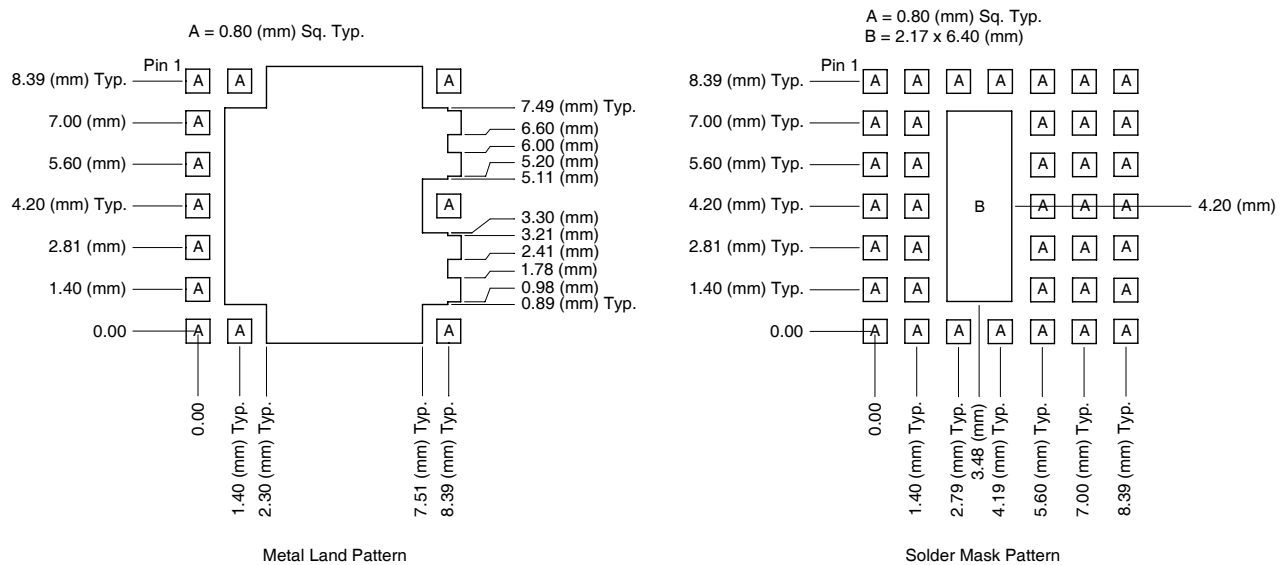 A = 0.80 (mm) Sq. Typ.
Pin 1
8.39 (mm) Typ.
7.00 (mm)
5.60 (mm)
4.20 (mm) Typ.
2.81 (mm)
1.40 (mm)
0.00
A A A
A
A
A A
A
A
A A A
7.49 (mm) Typ.
6.60 (mm)
6.00 (mm)
5.20 (mm)
5.11 (mm)
3.30 (mm)
3.21 (mm)
2.41 (mm)
1.78 (mm)
0.98 (mm)
0.89 (mm) Typ.
0.00
1.40 (mm) Typ.
2.30 (mm) Typ.
7.51 (mm) Typ.
8.39 (mm) Typ.
Metal Land Pattern
A = 0.80 (mm) Sq. Typ.
B = 2.17 x 6.40 (mm)
Pin 1
8.39 (mm) Typ.
7.00 (mm) Typ.
5.60 (mm) Typ.
4.20 (mm) Typ.
2.81 (mm) Typ.
1.40 (mm) Typ.
0.00
A A A A A A A
A A A A A
A A A A A
A A B A A A
A A A A A
A A A A A
A A A A A A A
4.20 (mm)
0.00
1.40 (mm) Typ.
2.79 (mm) Typ.
3.48 (mm)
4.19 (mm) Typ.
5.60 (mm) Typ.
7.00 (mm) Typ.
8.39 (mm) Typ.
Solder Mask Pattern